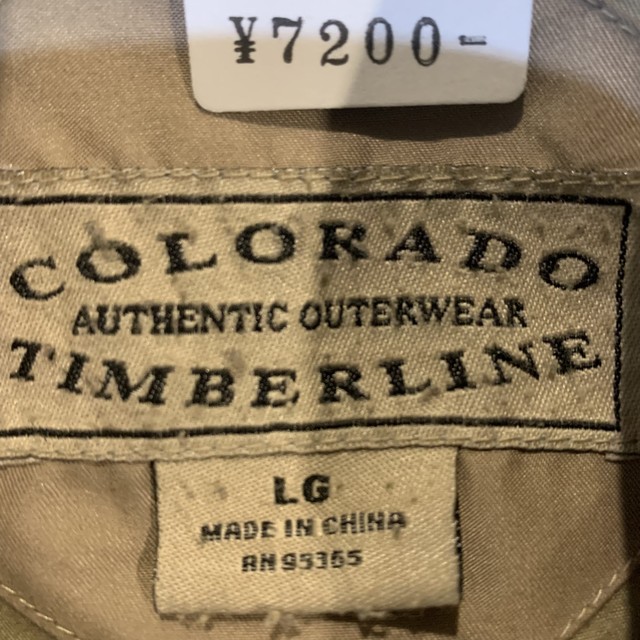 ¥7200-
COLORADO
AUTHENTIC OUTERWEAR
TIMBERLINE
LG
MADE IN CHINA
RN 95365